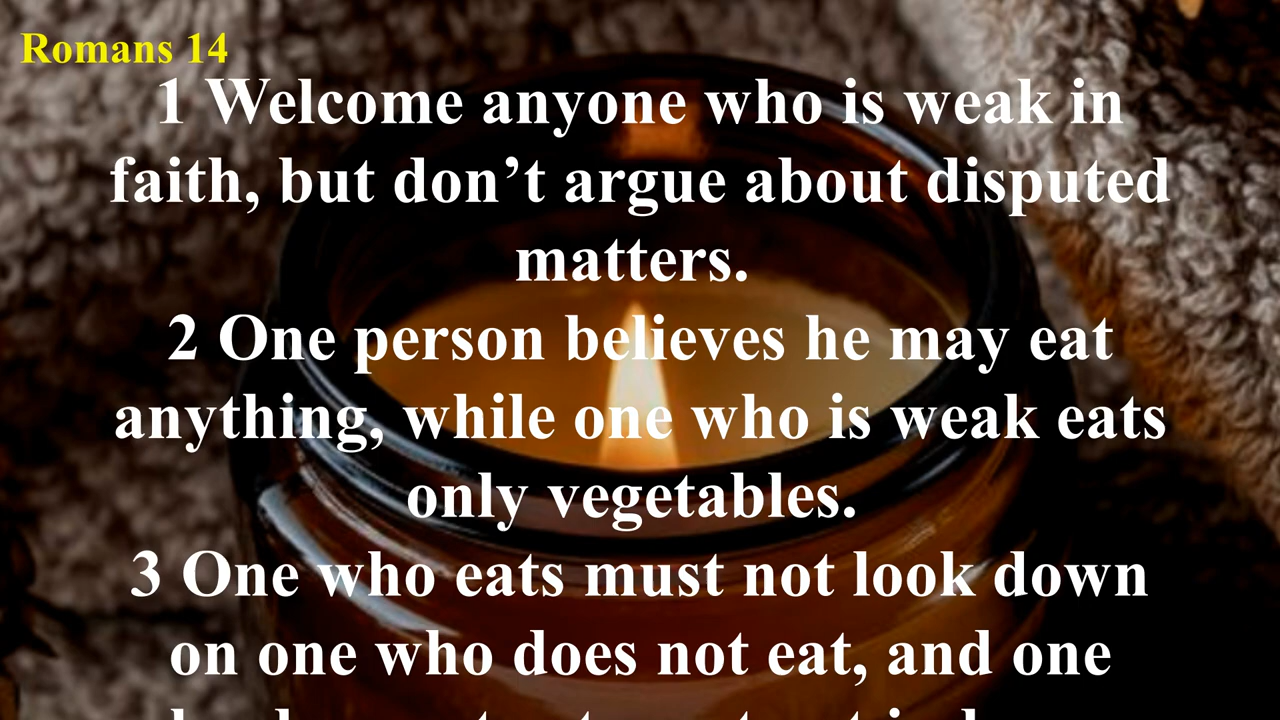 Romans 14
1 Welcome anyone who is weak in
faith, but don’t argue about disputed
matters.
2 One person believes he may eat
anything, while one who is weak eats
only vegetables.
3 One who eats must not look down
on one who does not eat, and one